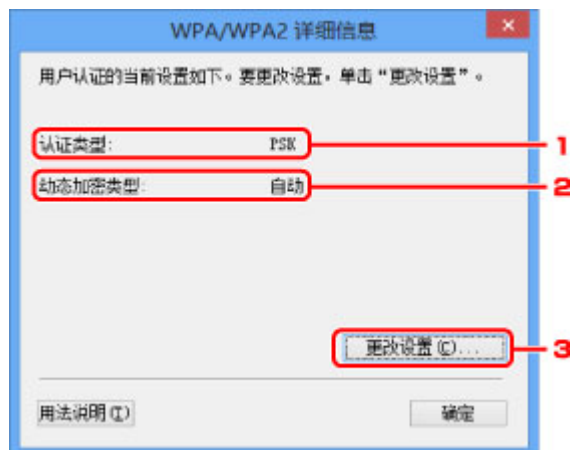 WPA/WPA2 详细信息
用户认证的当前设置如下。要更改设置，单击“更改设置”。
认证类型: PSK 1
动态加密类型: 自动 2
更改设置(C)... 3
用法说明(I) 确定